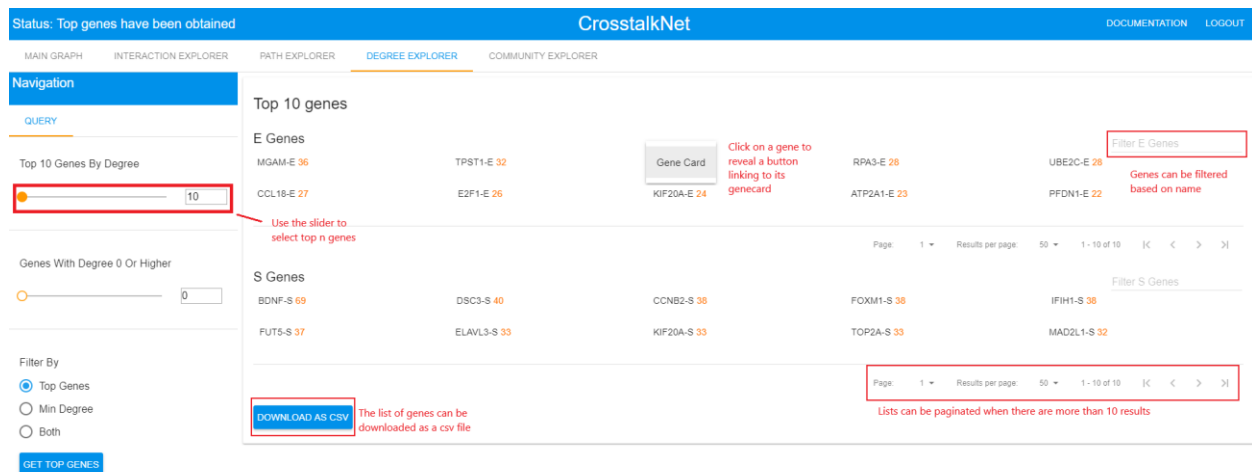 Status: Top genes have been obtained
CrosstalkNet
DOCUMENTATION LOGOUT
MAIN GRAPH INTERACTION EXPLORER PATH EXPLORER DEGREE EXPLORER COMMUNITY EXPLORER
Navigation
QUERY
Top 10 Genes By Degree
10
Use the slider to
select top n genes
Genes With Degree 0 Or Higher
0
Filter By
Top Genes
Min Degree
Both
GET TOP GENES
Top 10 genes
E Genes
Filter E Genes
MGAM-E 36 TPST1-E 32 Gene Card RPA3-E 28 UBE2C-E 28
Click on a gene to
reveal a button
linking to its
genecard
Genes can be filtered
based on name
CCL18-E 27 E2F1-E 26 KIF20A-E 24 ATP2A1-E 23 PFDN1-E 22
Page: 1 Results per page: 50 1 - 10 of 10
S Genes
Filter S Genes
BDNF-S 69 DSC3-S 40 CCNB2-S 38 FOXM1-S 38 IFIH1-S 38
FUT5-S 37 ELAVL3-S 33 KIF20A-S 33 TOP2A-S 33 MAD2L1-S 32
Page: 1 Results per page: 50 1 - 10 of 10
Lists can be paginated when there are more than 10 results
DOWNLOAD AS CSV
The list of genes can be
downloaded as a csv file